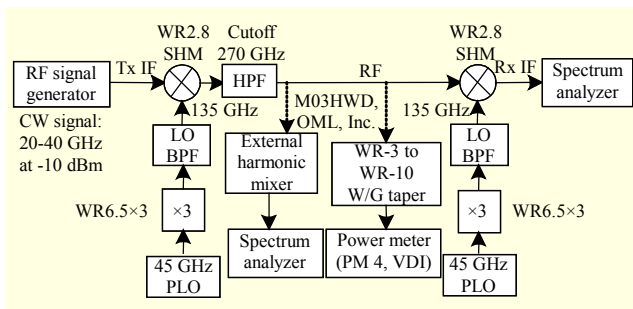 WR2.8
SHM
Cutoff
270 GHz
WR2.8
SHM
RF signal
generator
Tx IF
HPF
RF
Rx IF
Spectrum
analyzer
CW signal:
20-40 GHz
at -10 dBm
135 GHz
M03HWD,
OML, Inc.
135 GHz
LO
BPF
External
harmonic
mixer
WR-3 to
WR-10
W/G taper
LO
BPF
WR6.5×3
×3
×3
WR6.5×3
Spectrum
analyzer
Power meter
(PM 4, VDI)
45 GHz
PLO
45 GHz
PLO